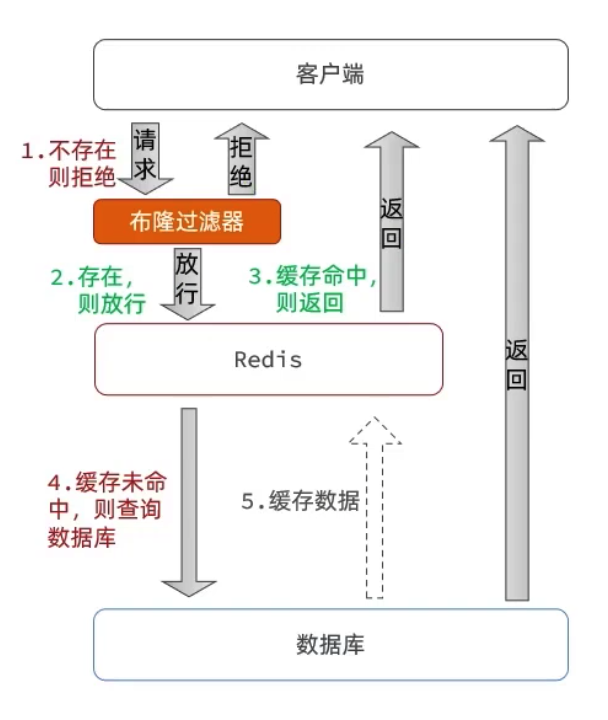 客户端
1.不存在
则拒绝
请
求
拒
绝
布隆过滤器
2.存在,
则放行
放
行
3.缓存命中,
则返回
返
回
Redis
返
回
4.缓存未命
中，则查询
数据库
5.缓存数据
数据库